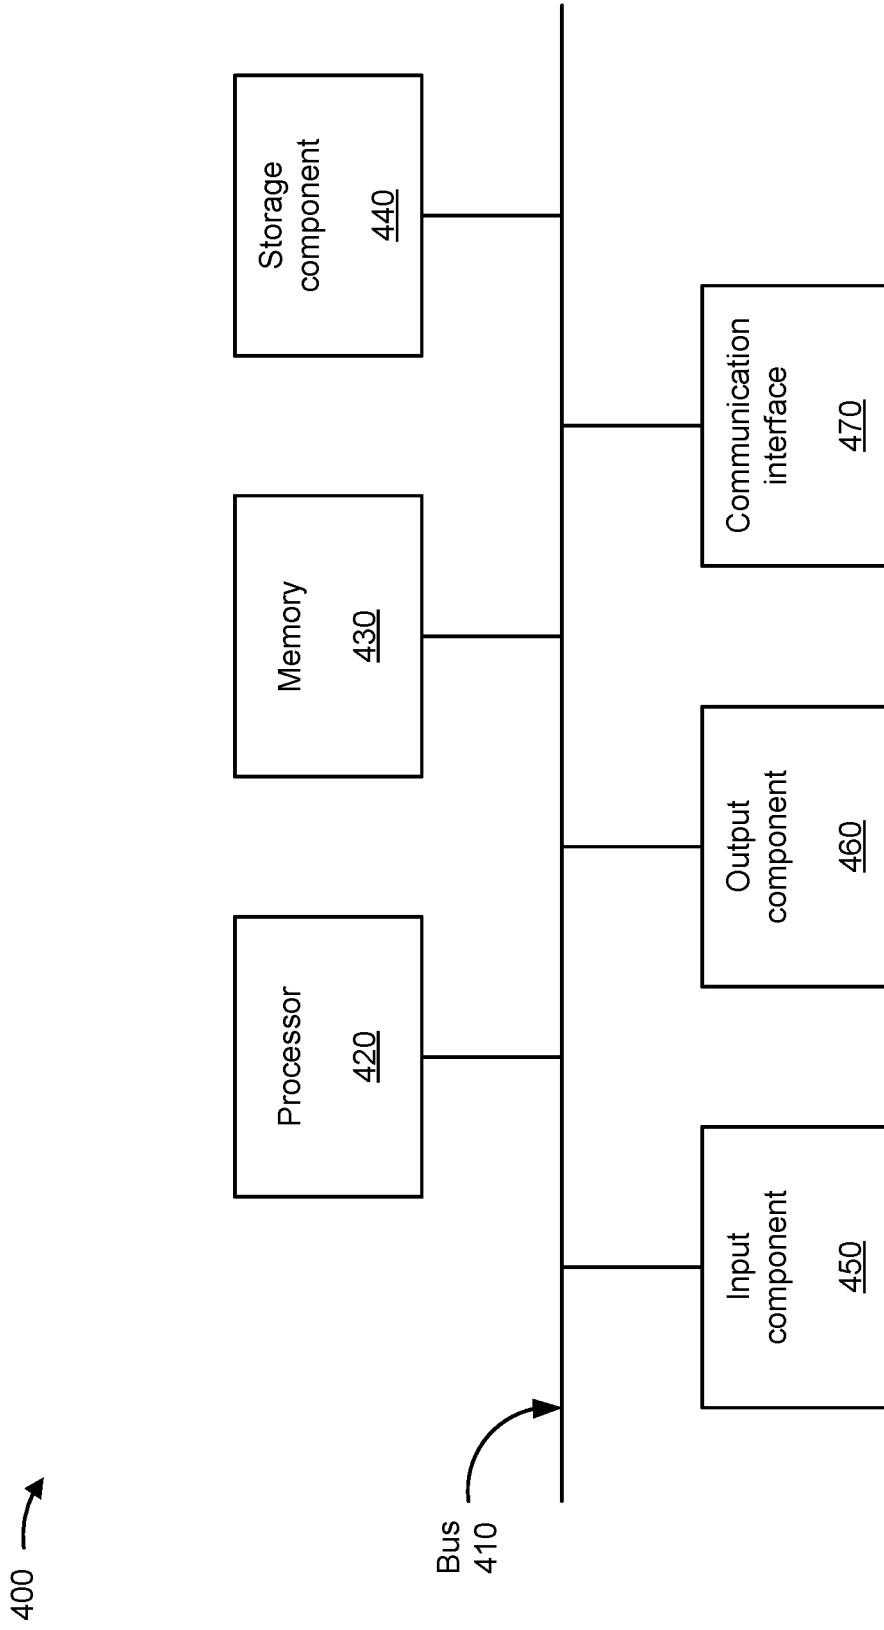 400
Processor
420
Memory
430
Storage
component
440
Bus
410
Input
component
450
Output
component
460
Communication
interface
470